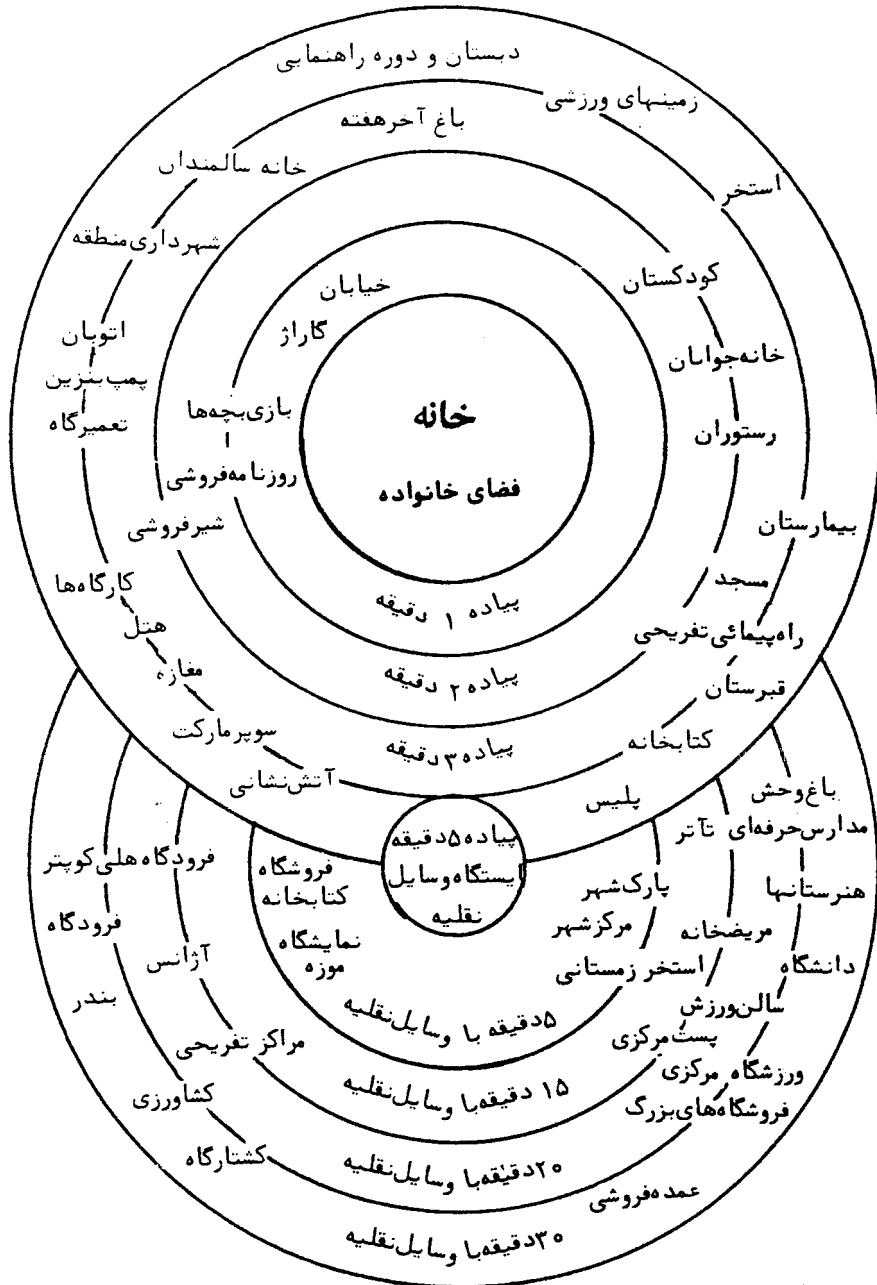 دبستان و دوره راهنمایی
زمینهای ورزشی
باغ آخرهفته
خانه سالمندان
استخر
شهرداری‌منطقه
کودکستان
خیابان
گاراژ
اتوبان
خانه‌جوانان
پمپ‌بنزین
بازی‌بچه‌ها
خانه
تعمیرگاه
رستوران
روزنامه‌فروشی
فضای خانواده
شیرفروشی
بیمارستان
کارگاه‌ها
مسجد
پیاده ۱ دقیقه
هتل
راه‌پیمائی تفریحی
مغازه
پیاده ۲ دقیقه
قبرستان
سوپرمارکت
پیاده ۳ دقیقه
کتابخانه
آتش‌نشانی
پلیس
باغ‌وحش
پیاده ۵ دقیقه
ایستگاه وسایل
نقلیه
تآتر
مدارس‌حرفه‌ای
فرودگاه هلی‌کوپتر
فروشگاه
کتابخانه
پارک‌شهر
هنرستانها
فرودگاه
نمایشگاه
موزه
مرکزشهر
مریضخانه
آژانس
استخر زمستانی
دانشگاه
بندر
۵ دقیقه با وسایل نقلیه
سالن‌ورزش
پست‌مرکزی
مراکز تفریحی
ورزشگاه مرکزی
۱۵ دقیقه با وسایل نقلیه
فروشگاه‌های بزرگ
کشاورزی
کشتارگاه
۲۰ دقیقه با وسایل نقلیه
عمده‌فروشی
۳۰ دقیقه با وسایل نقلیه